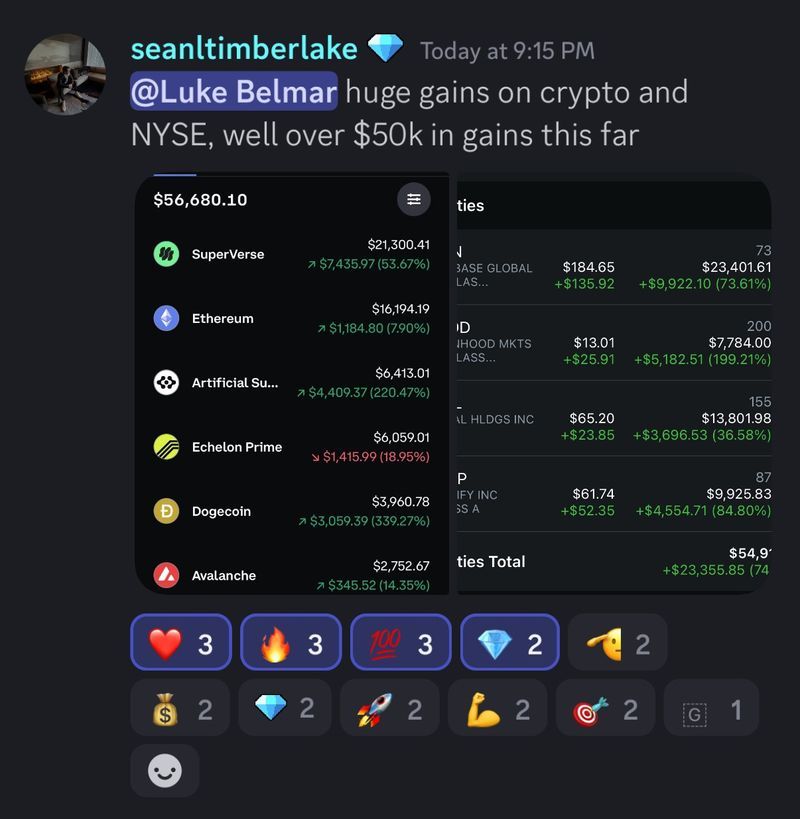 seanltimberlake 💎 Today at 9:15 PM
@Luke Belmar huge gains on crypto and
NYSE, well over $50k in gains this far
$56,680.10
SuperVerse
$21,300.41
↗ $7,435.97 (53.67%)
Ethereum
$16,194.19
↗ $1,184.80 (7.90%)
Artificial Su...
$6,413.01
↗ $4,409.37 (220.47%)
Echelon Prime
$6,059.01
↘ $1,415.99 (18.95%)
Dogecoin
$3,960.78
↗ $3,059.39 (339.27%)
Avalanche
$2,752.67
↗ $345.52 (14.35%)
ties
N
73
BASE GLOBAL $184.65 $23,401.61
LAS... +$135.92 +$9,922.10 (73.61%)
OD
200
NHOOD MKTS $13.01 $7,784.00
LASS... +$25.91 +$5,182.51 (199.21%)
155
AL HLDGS INC $65.20 $13,801.98
+$23.85 +$3,696.53 (36.58%)
P
87
IFY INC $61.74 $9,925.83
SS A +$52.35 +$4,554.71 (84.80%)
ties Total
$54,91
+$23,355.85 (74
❤️ 3 🔥 3 💯 3 💎 2 2
💰 2 💎 2 🚀 2 💪 2 🎯 2 G 1